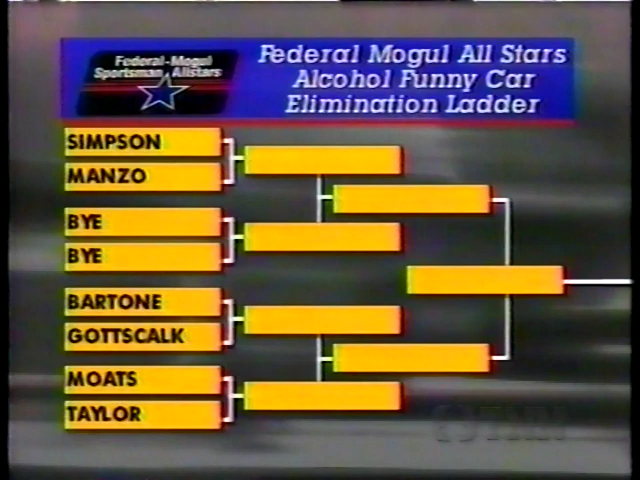 Federal-Mogul
Sportsman Allstars
Federal Mogul All Stars
Alcohol Funny Car
Elimination Ladder
SIMPSON
MANZO
BYE
BYE
BARTONE
GOTTSCALK
MOATS
TAYLOR
TNN